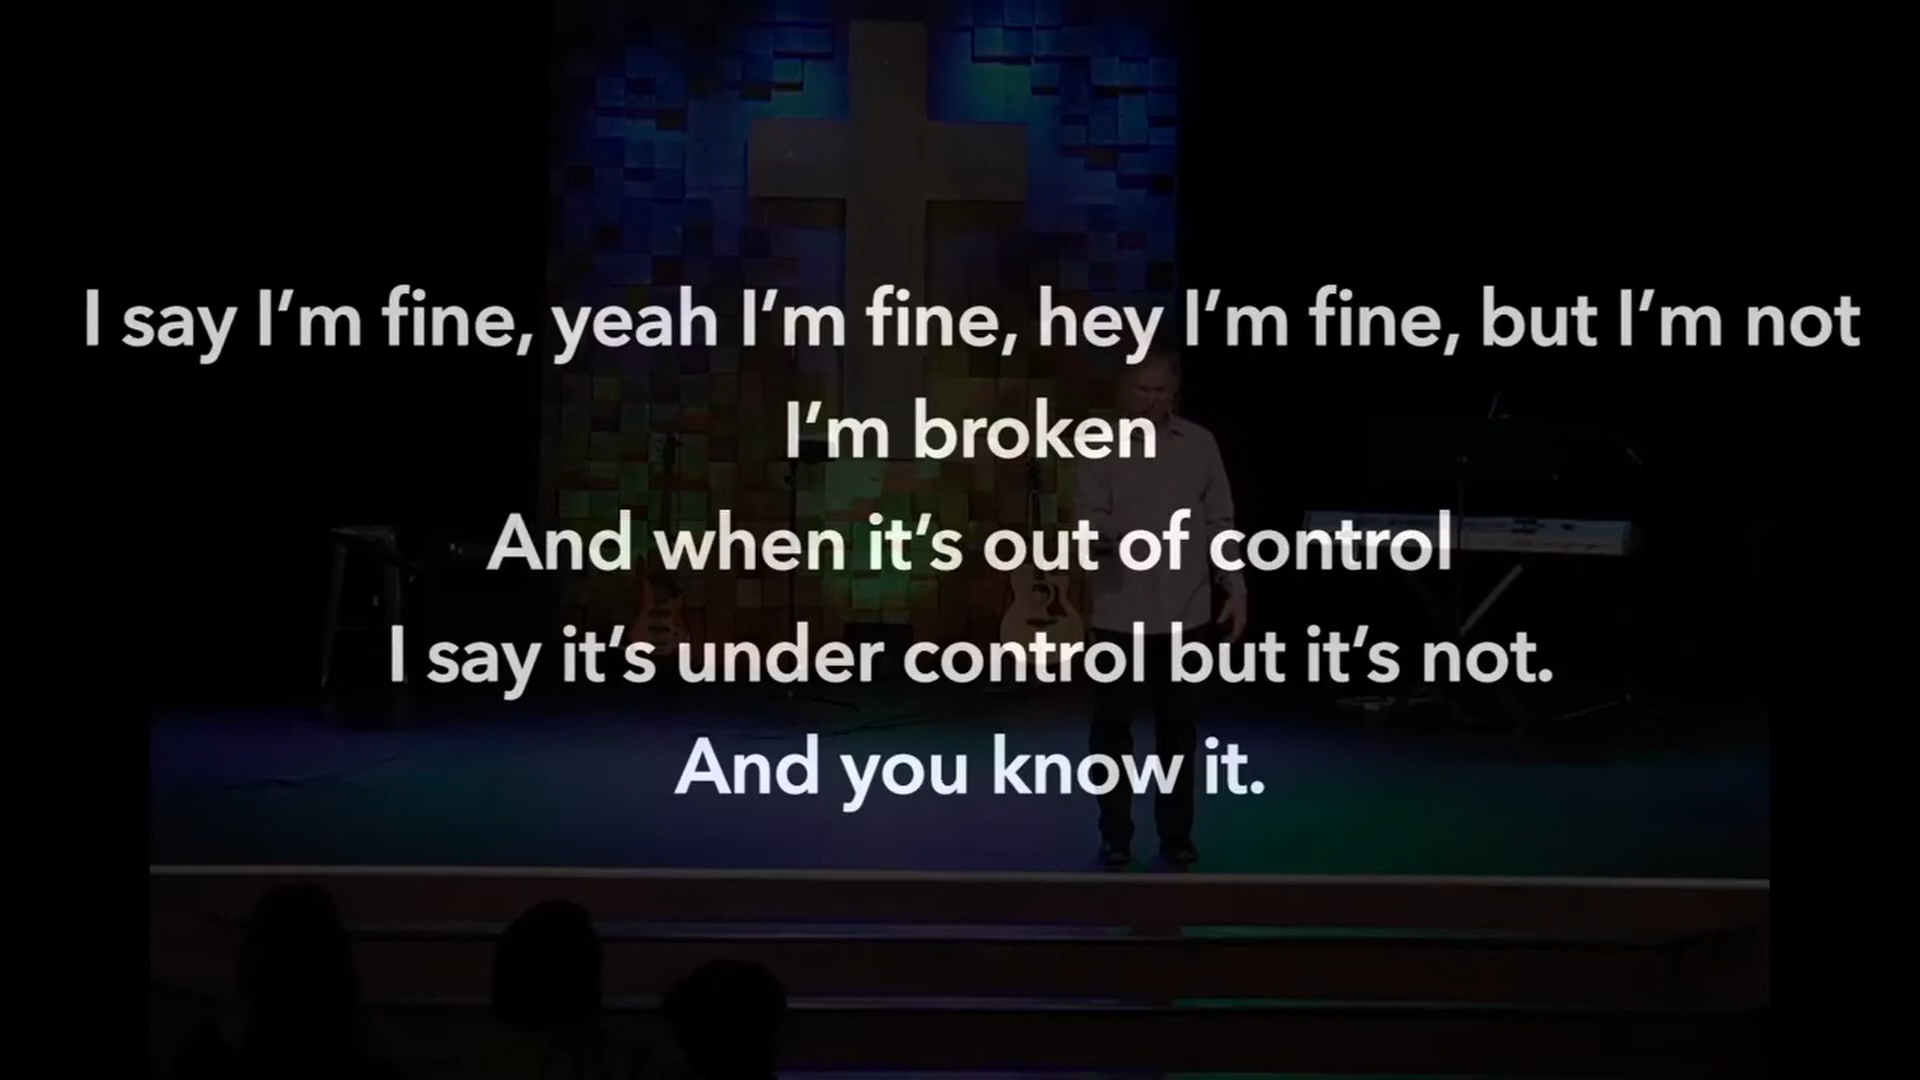 I say I’m fine, yeah I’m fine, hey I’m fine, but I’m not
I’m broken
And when it’s out of control
I say it’s under control but it’s not.
And you know it.